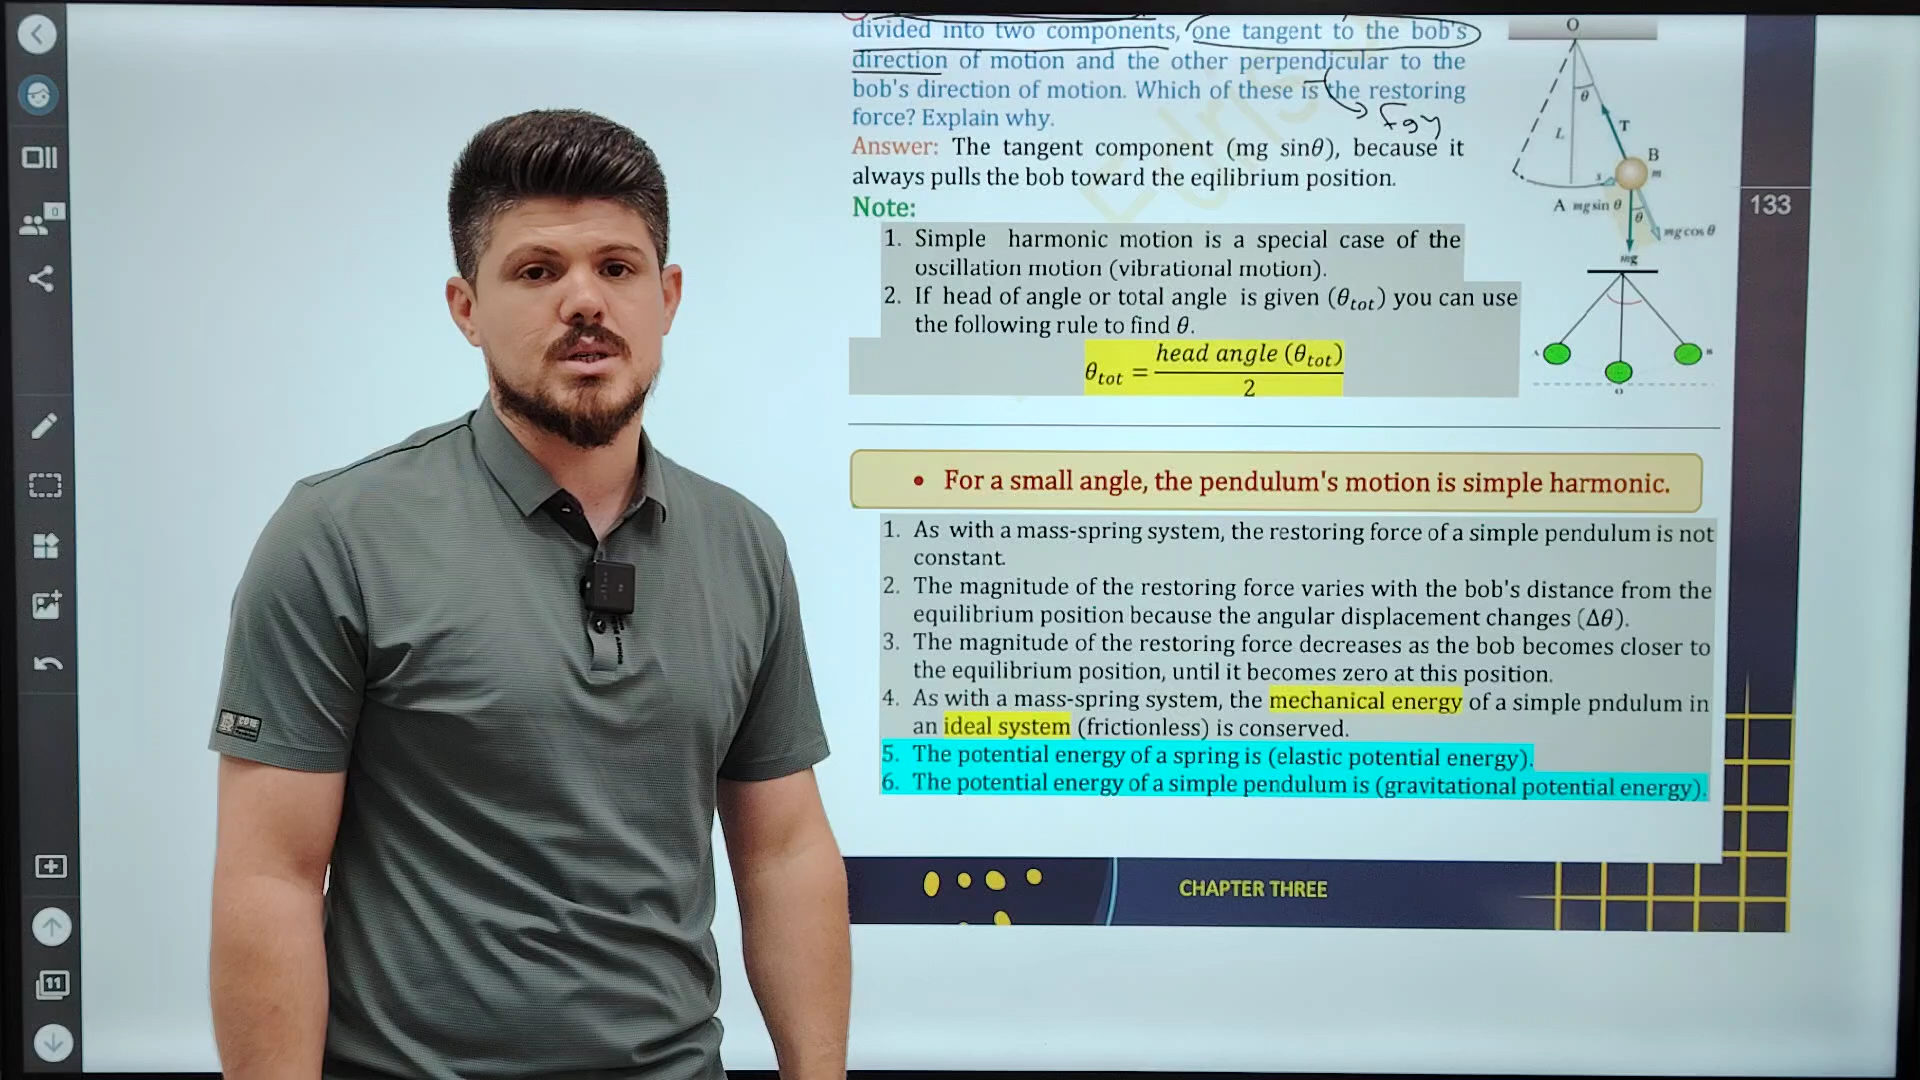 divided into two components, one tangent to the bob's
direction of motion and the other perpendicular to the
bob's direction of motion. Which of these is the restoring
force? Explain why.
Fgy
Answer: The tangent component (mg sinθ), because it
always pulls the bob toward the eqilibrium position.
Note:
1. Simple harmonic motion is a special case of the
oscillation motion (vibrational motion).
2. If head of angle or total angle is given (θtot) you can use
the following rule to find θ.
θtot = head angle (θtot)
2
O
θ
L
T
B
m
s
A mg sin θ
θ
mg cos θ
mg
133
• For a small angle, the pendulum's motion is simple harmonic.
1. As with a mass-spring system, the restoring force of a simple pendulum is not
constant.
2. The magnitude of the restoring force varies with the bob's distance from the
equilibrium position because the angular displacement changes (Δθ).
3. The magnitude of the restoring force decreases as the bob becomes closer to
the equilibrium position, until it becomes zero at this position.
4. As with a mass-spring system, the mechanical energy of a simple pndulum in
an ideal system (frictionless) is conserved.
5. The potential energy of a spring is (elastic potential energy).
6. The potential energy of a simple pendulum is (gravitational potential energy).
CHAPTER THREE
0
11